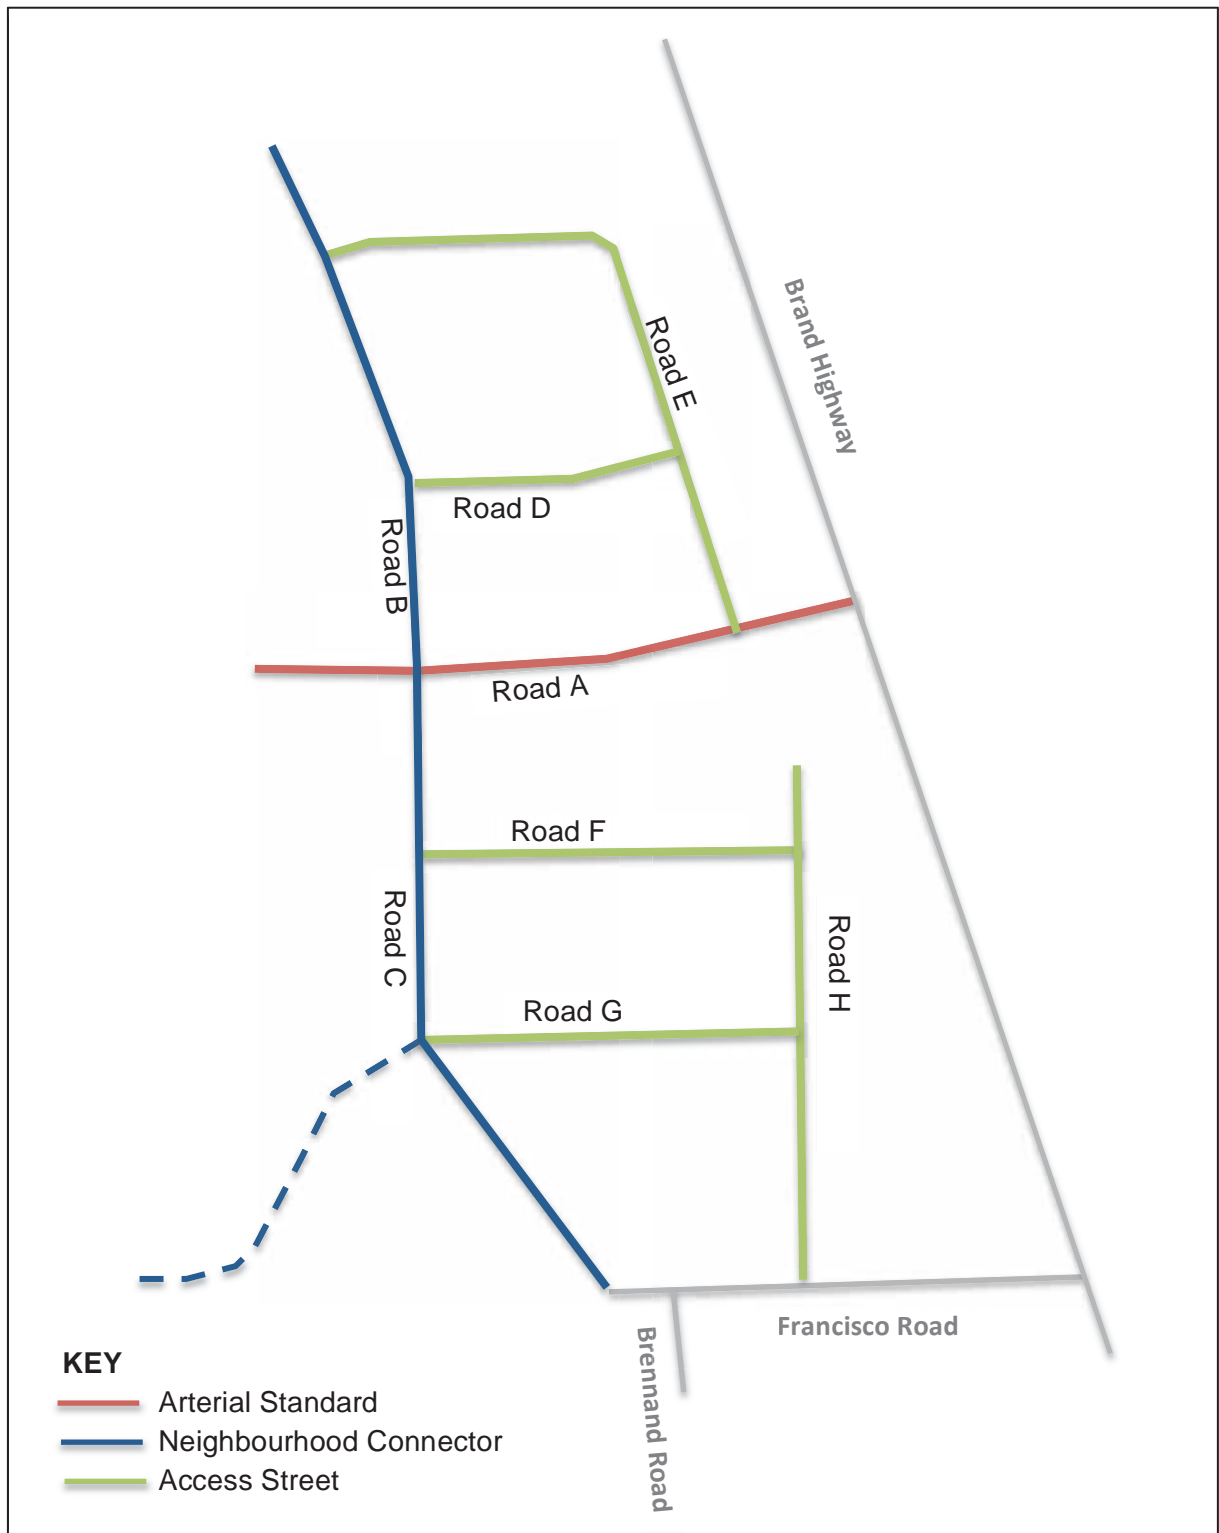 Brand Highway
Road E
Road D
Road B
Road A
Road F
Road C
Road H
Road G
Francisco Road
Brennand Road
KEY
Arterial Standard
Neighbourhood Connector
Access Street